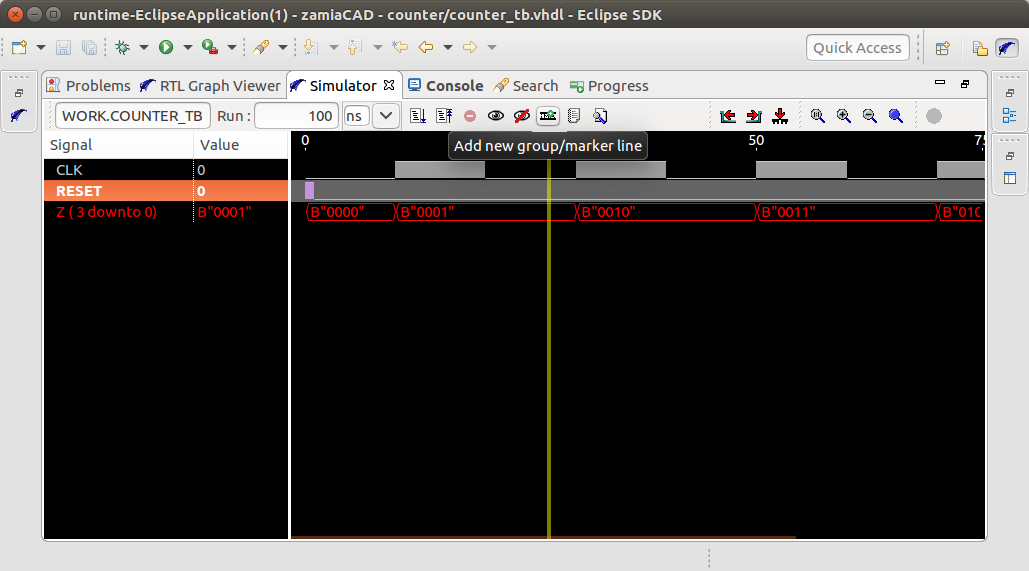 runtime-EclipseApplication(1) - zamiaCAD - counter/counter_tb.vhdl - Eclipse SDK
Quick Access
Problems RTL Graph Viewer Simulator Console Search Progress
WORK.COUNTER_TB Run : 100 ns
Add new group/marker line
Signal Value 0 50 75
CLK 0
RESET 0
Z ( 3 downto 0) B"0001" B"0000" B"0001" B"0010" B"0011" B"010